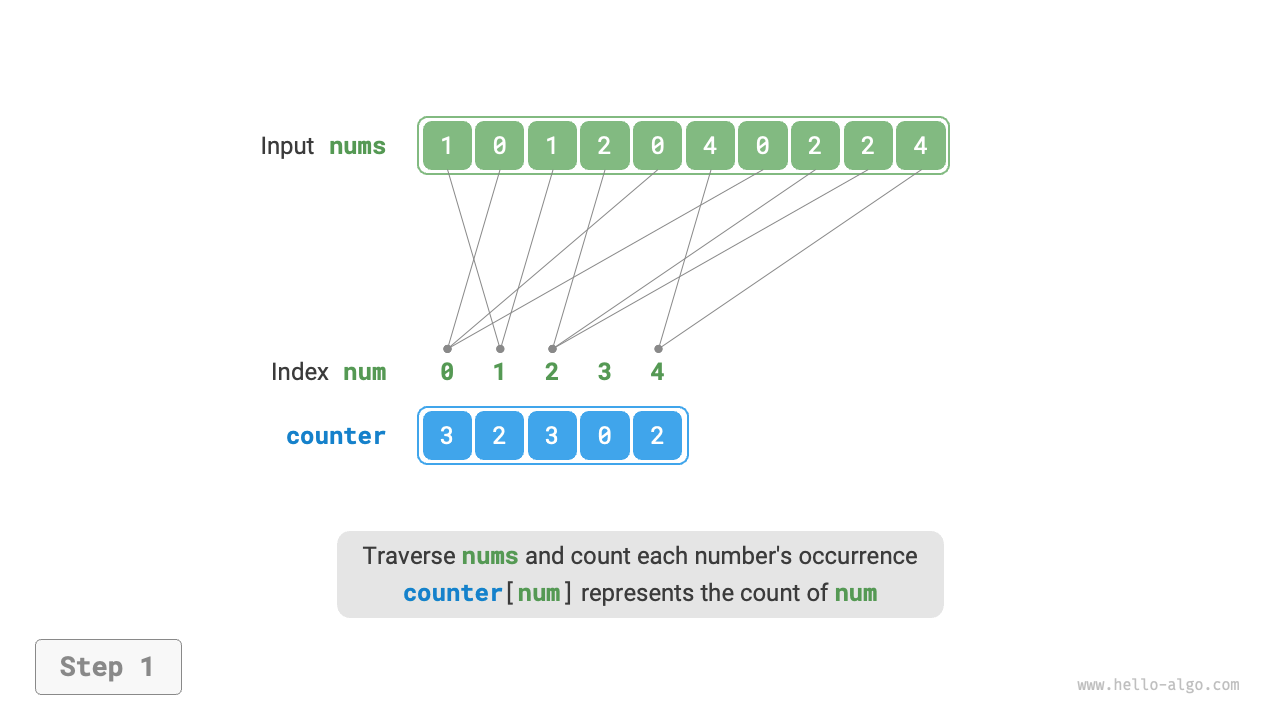 Input nums 1 0 1 2 0 4 0 2 2 4
Index num 0 1 2 3 4
counter 3 2 3 0 2
Traverse nums and count each number's occurrence
counter[num] represents the count of num
Step 1
www.hello-algo.com